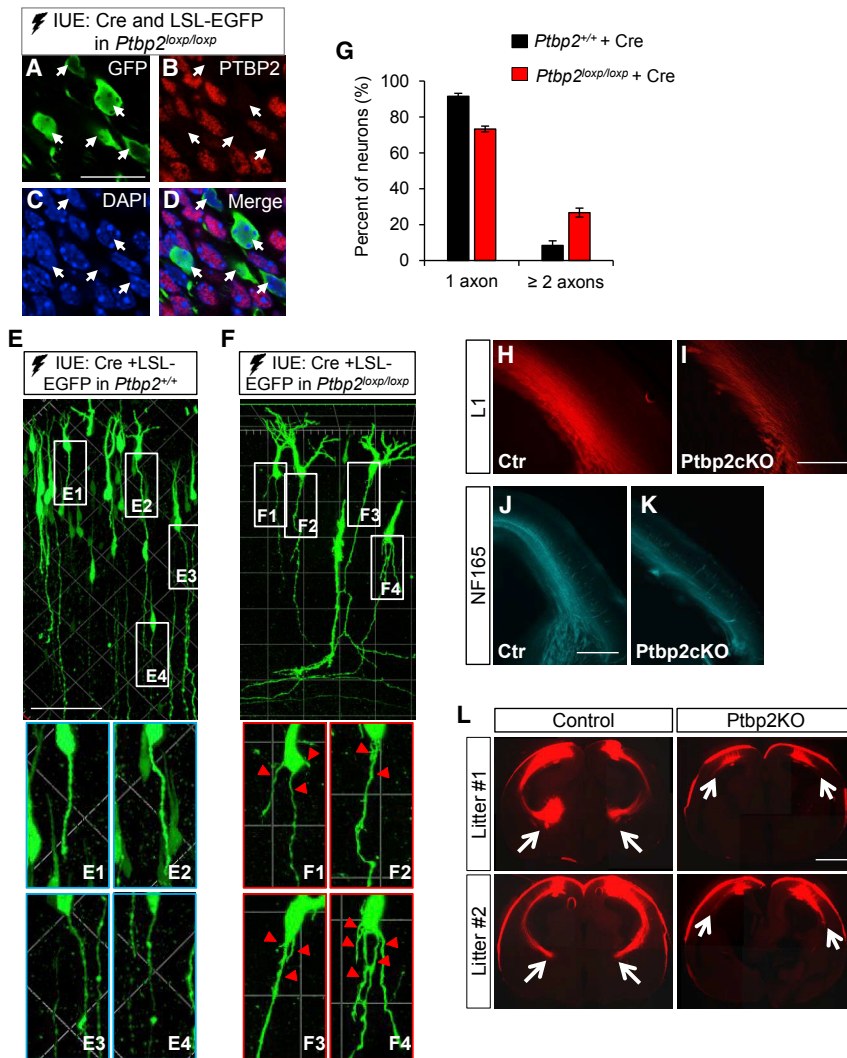 IUE: Cre and LSL-EGFP
in Ptbp2loxp/loxp
A GFP
B PTBP2
C DAPI
D Merge
G
Ptbp2+/+ + Cre
Ptbp2loxp/loxp + Cre
Percent of neurons (%)
100
80
60
40
20
0
1 axon
≥ 2 axons
E
IUE: Cre +LSL-
EGFP in Ptbp2+/+
E1
E2
E3
E4
F
IUE: Cre +LSL-
EGFP in Ptbp2loxp/loxp
F1
F2
F3
F4
E1
E2
E3
E4
F1
F2
F3
F4
L1
H
Ctr
I
Ptbp2cKO
NF165
J
Ctr
K
Ptbp2cKO
L
Control
Ptbp2KO
Litter #1
Litter #2